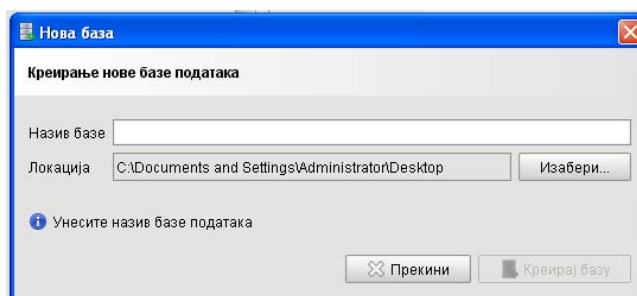 Нова база
Креирање нове базе података
Назив базе
Локација C:\Documents and Settings\Administrator\Desktop Изабери...
Унесите назив базе података
Прекини Креирај базу